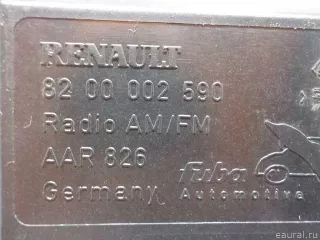 RENAULT
82 00 002 590
Radio AM/FM
AAR 826
fuba
Germany Automotive
eaural.ru